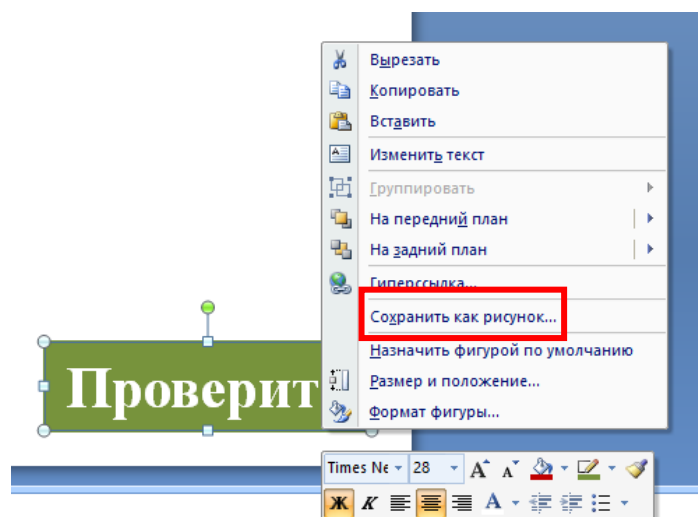 Вырезать
Копировать
Вставить
Изменить текст
Группировать
На передний план
На задний план
Гиперссылка...
Сохранить как рисунок...
Назначить фигурой по умолчанию
Размер и положение...
Формат фигуры...
Проверит
Times Ne 28 A A
Ж К A